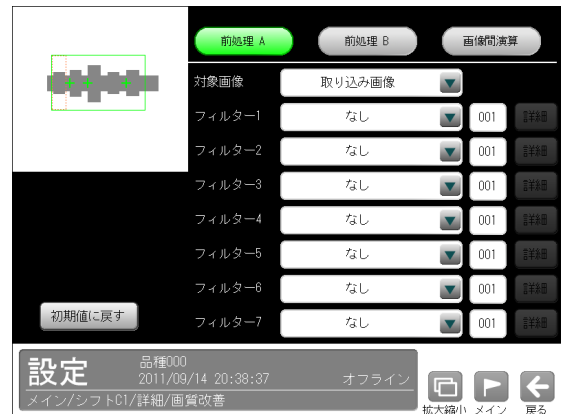 前処理 A 前処理 B 画像間演算
対象画像 取り込み画像
フィルター1 なし 001 詳細
フィルター2 なし 001 詳細
フィルター3 なし 001 詳細
フィルター4 なし 001 詳細
フィルター5 なし 001 詳細
フィルター6 なし 001 詳細
初期値に戻す
フィルター7 なし 001 詳細
設定 品種000
2011/09/14 20:38:37 オフライン
メイン/シフトC1/詳細/画質改善
拡大縮小 メイン 戻る